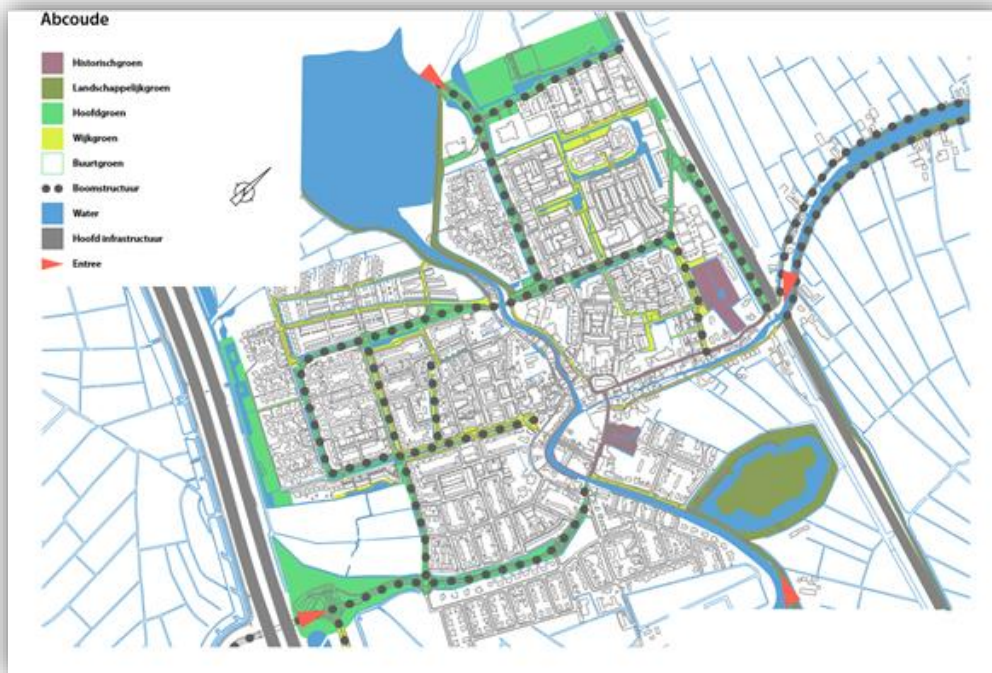 Abcoude
Historischgroen
Landschappelijkgroen
Hoofdgroen
Wijkgroen
Buurtgroen
Boomstructuur
Water
Hoofd infrastructuur
Entree